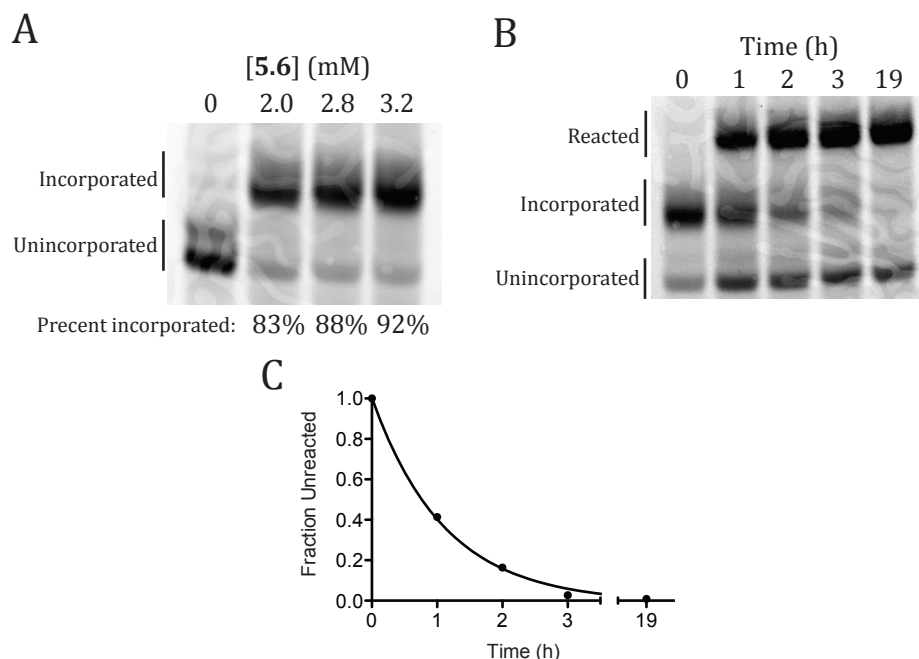 A
[5.6] (mM)
0 2.0 2.8 3.2
Incorporated
Unincorporated
Precent incorporated: 83% 88% 92%
B
Time (h)
0 1 2 3 19
Reacted
Incorporated
Unincorporated
C
Fraction Unreacted
1.0
0.8
0.6
0.4
0.2
0.0
0 1 2 3 19
Time (h)